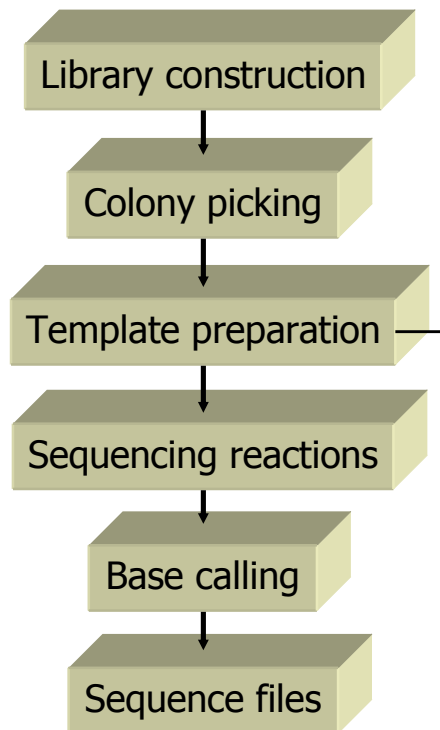 Library construction
Colony picking
Template preparation
Sequencing reactions
Base calling
Sequence files